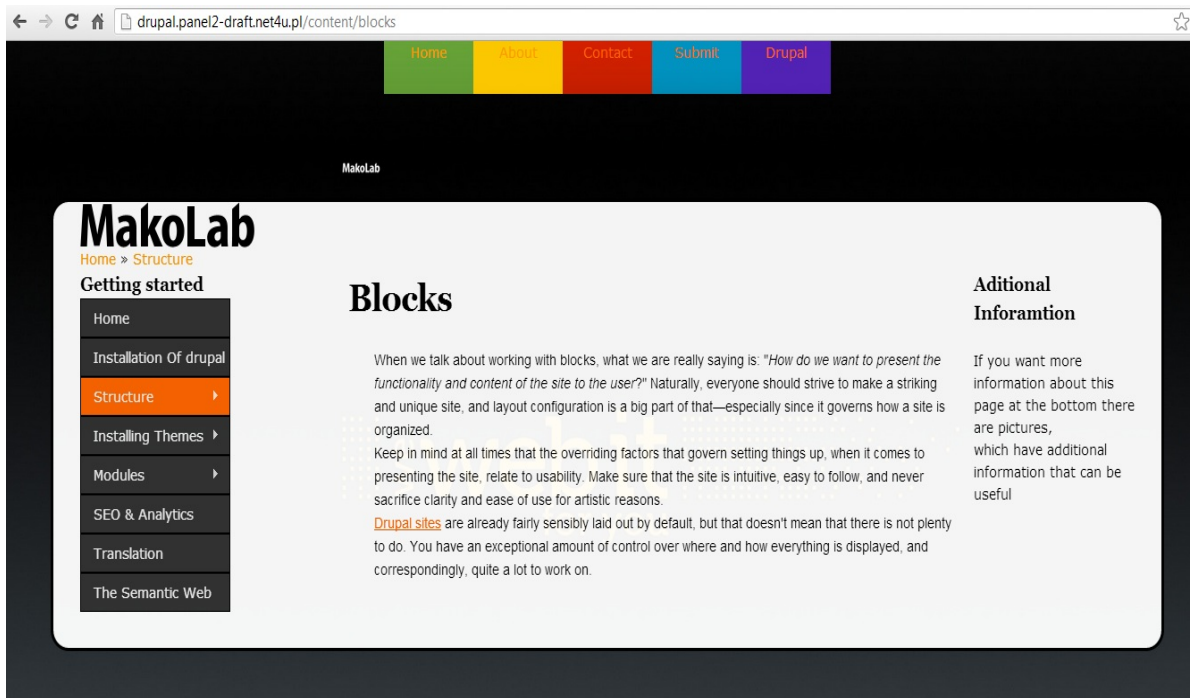 drupal.panel2-draft.net4u.pl/content/blocks
Home About Contact Submit Drupal
MakoLab
MakoLab
Home » Structure
Getting started
Home
Installation Of drupal
Structure
Installing Themes
Modules
SEO & Analytics
Translation
The Semantic Web
Blocks
When we talk about working with blocks, what we are really saying is: "How do we want to present the
functionality and content of the site to the user?" Naturally, everyone should strive to make a striking
and unique site, and layout configuration is a big part of that—especially since it governs how a site is
organized.
Keep in mind at all times that the overriding factors that govern setting things up, when it comes to
presenting the site, relate to usability. Make sure that the site is intuitive, easy to follow, and never
sacrifice clarity and ease of use for artistic reasons.
Drupal sites are already fairly sensibly laid out by default, but that doesn't mean that there is not plenty
to do. You have an exceptional amount of control over where and how everything is displayed, and
correspondingly, quite a lot to work on.
Aditional
Inforamtion
If you want more
information about this
page at the bottom there
are pictures,
which have additional
information that can be
useful